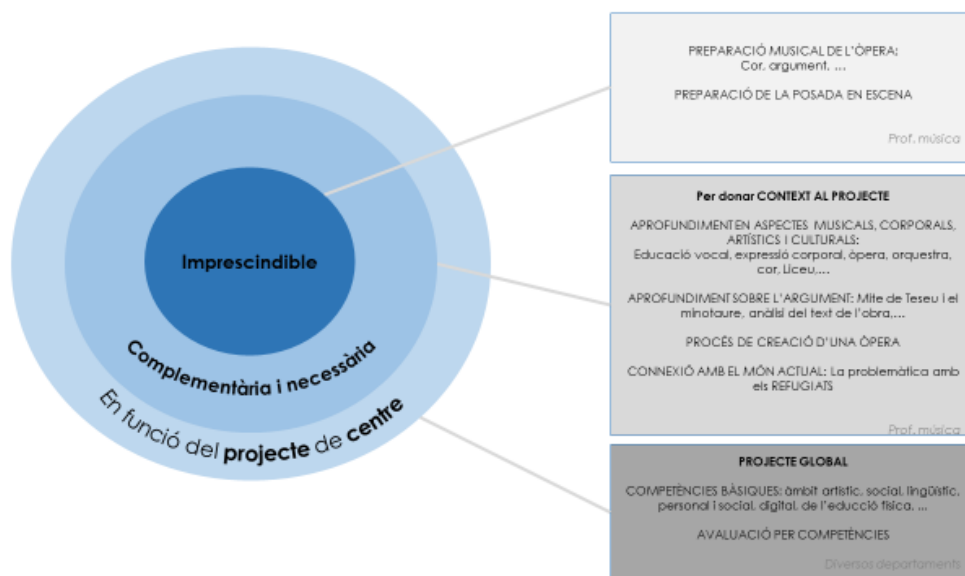 Imprescindible
Complementària i necessària
En funció del projecte de centre
PREPARACIÓ MUSICAL DE L'ÒPERA:
Cor, argument, ...
PREPARACIÓ DE LA POSADA EN ESCENA
Prof. música
Per donar CONTEXT AL PROJECTE
APROFUNDIMENT EN ASPECTES MUSICALS, CORPORALS,
ARTÍSTICS I CULTURALS:
Educació vocal, expressió corporal, òpera, orquestra,
cor, Liceu,...
APROFUNDIMENT SOBRE L'ARGUMENT: Mite de Teseu i el
minotaure, anàlisi del text de l'obra,...
PROCÉS DE CREACIÓ D'UNA ÒPERA
CONNEXIÓ AMB EL MÓN ACTUAL: La problemàtica amb
els REFUGIATS
Prof. música
PROJECTE GLOBAL
COMPETÈNCIES BÀSIQUES: àmbit artístic, social, lingüístic,
personal i social, digital, de l'educció física, ...
AVALUACIÓ PER COMPETÈNCIES
Diversos departaments